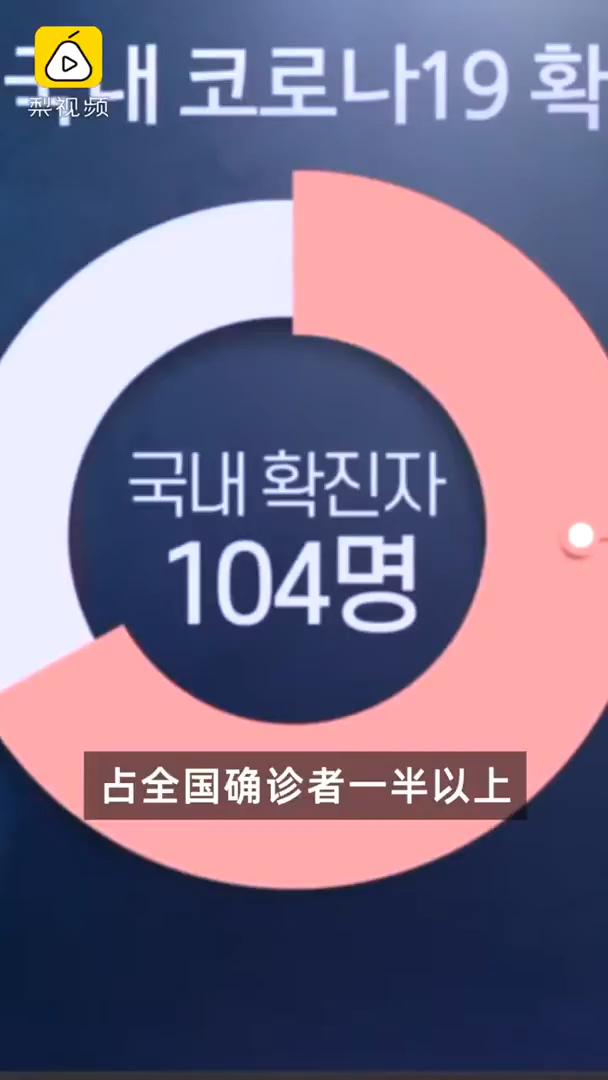 국내 코로나19 확
梨视频
국내 확진자
104명
占全国确诊者一半以上